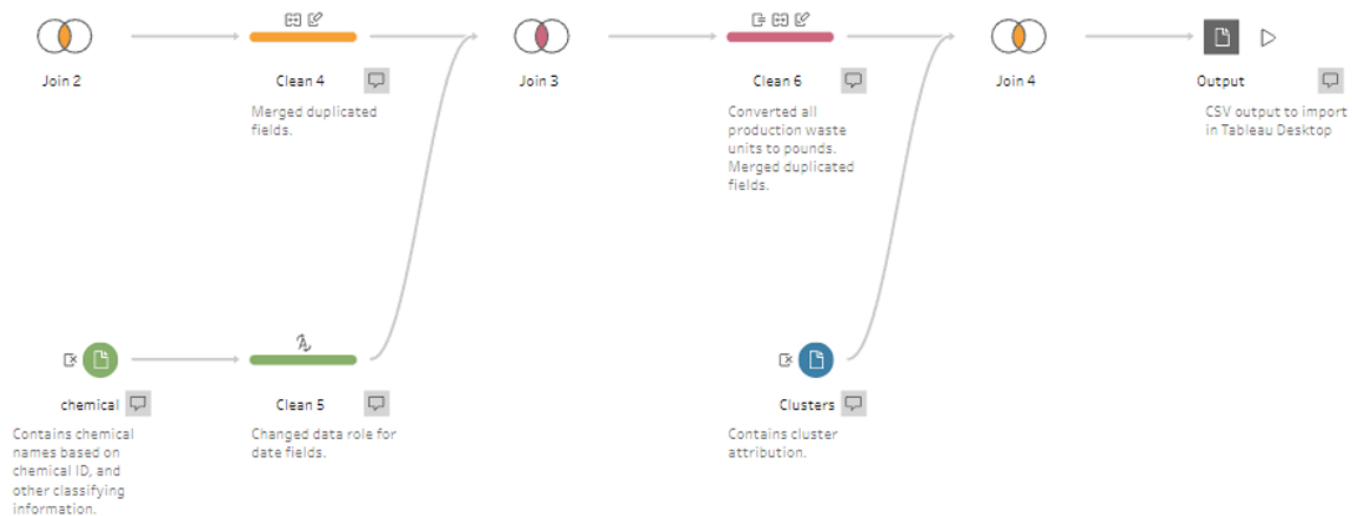 Join 2
Clean 4
Merged duplicated
fields.
Join 3
Clean 6
Converted all
production waste
units to pounds.
Merged duplicated
fields.
Join 4
Output
CSV output to import
in Tableau Desktop
chemical
Contains chemical
names based on
chemical ID, and
other classifying
information.
Clean 5
Changed data role for
date fields.
Clusters
Contains cluster
attribution.